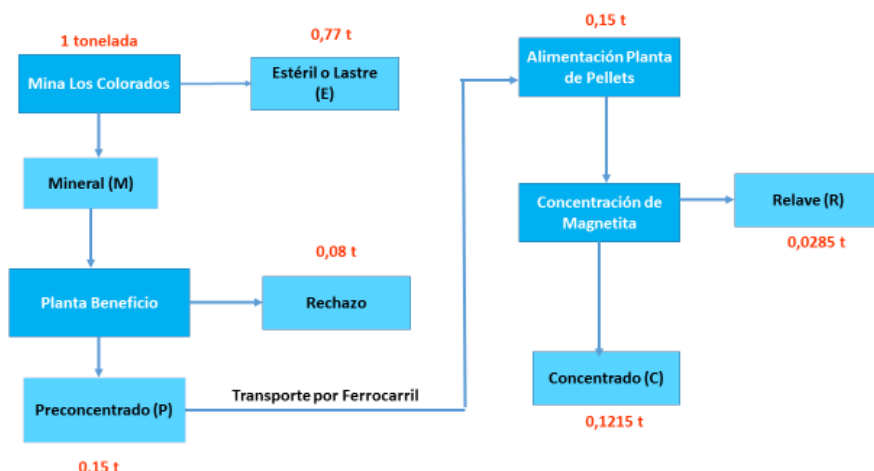 1 tonelada
Mina Los Colorados
0,77 t
Estéril o Lastre
(E)
Mineral (M)
Planta Beneficio
0,08 t
Rechazo
Preconcentrado (P)
0,15 t
Transporte por Ferrocarril
0,15 t
Alimentación Planta
de Pellets
Concentración de
Magnetita
Relave (R)
0,0285 t
Concentrado (C)
0,1215 t